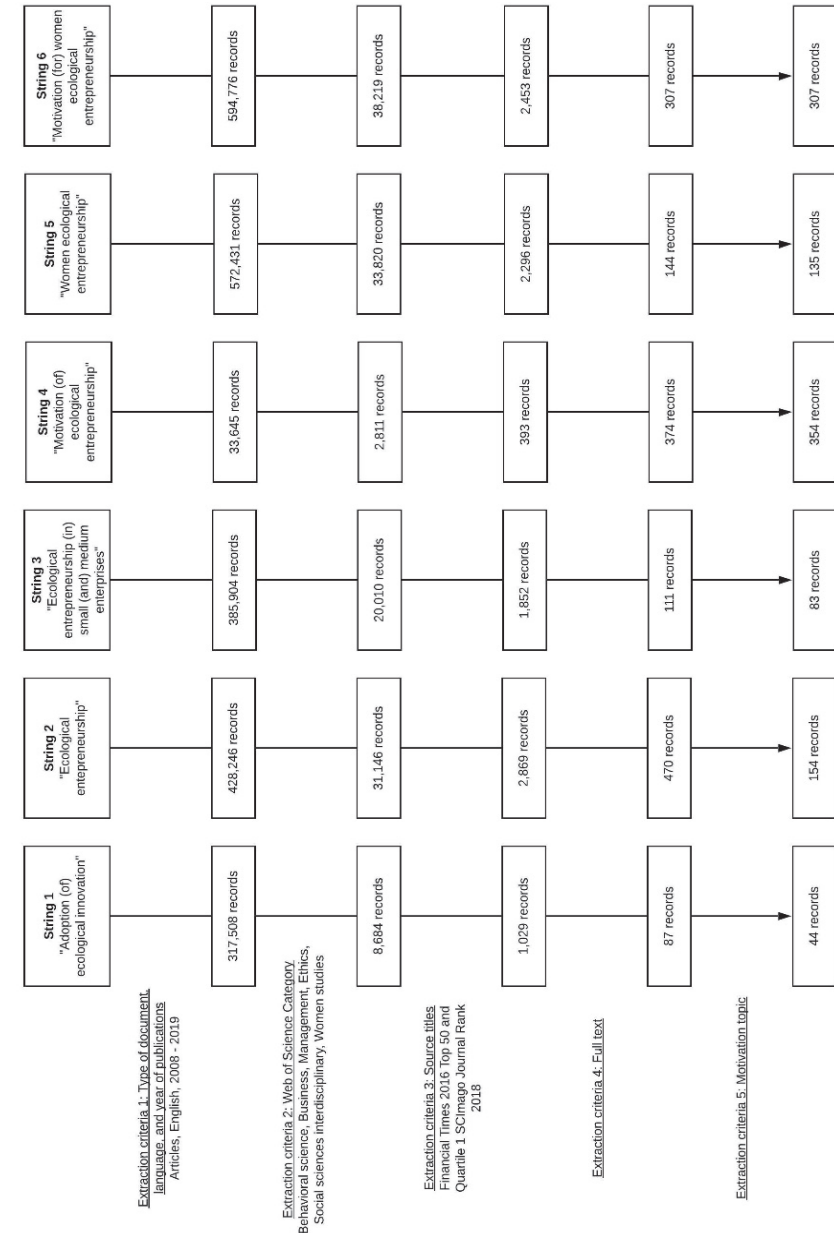 String 1
"Adoption (of)
ecological innovation"
String 2
"Ecological
entepreneurship"
String 3
"Ecological
entrepreneurship (in)
small (and) medium
enterprises"
String 4
"Motivation (of)
ecological
entrepreneurship"
String 5
"Women ecological
entrepreneurship"
String 6
"Motivation (for) women
ecological
entrepreneurship"
Extraction criteria 1: Type of document,
language, and year of publications
Articles, English, 2008 - 2019
317,508 records
428,246 records
385,904 records
33,645 records
572,431 records
594,776 records
Extraction criteria 2: Web of Science Category
Behavioral science, Business, Management, Ethics,
Social sciences interdisciplinary, Women studies
8,684 records
31,146 records
20,010 records
2,811 records
33,820 records
38,219 records
Extraction criteria 3: Source titles
Financial Times 2016 Top 50 and
Quartile 1 SCImago Journal Rank
2018
1,029 records
2,869 records
1,852 records
393 records
2,296 records
2,453 records
Extraction criteria 4: Full text
87 records
470 records
111 records
374 records
144 records
307 records
Extraction criteria 5: Motivation topic
44 records
154 records
83 records
354 records
135 records
307 records